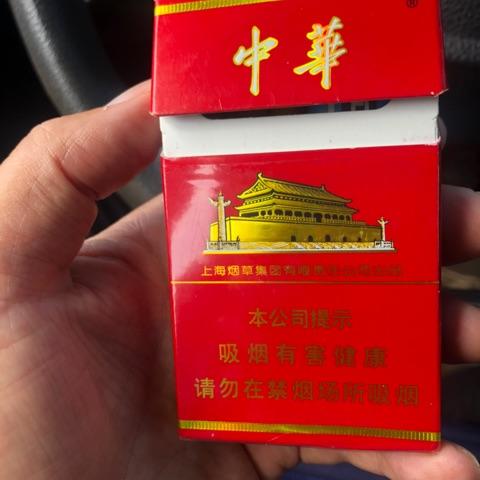 中華
®
上海烟草集团有限责任公司出品
本公司提示
吸烟有害健康
请勿在禁烟场所吸烟